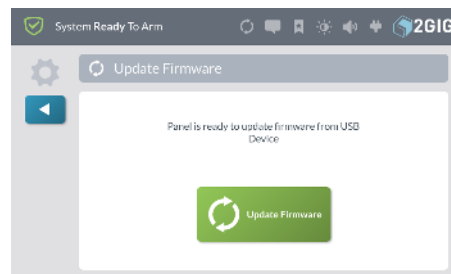 System Ready To Arm
2GIG
Update Firmware
Panel is ready to update firmware from USB
Device
Update Firmware